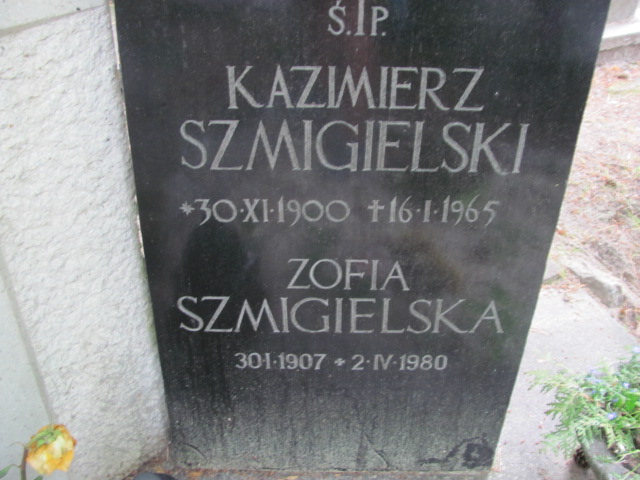 Ś.P.
KAZIMIERZ
SZMIGIELSKI
*30·XI·1900 †16·I·1965
ZOFIA
SZMIGIELSKA
30·I·1907 + 2·IV·1980